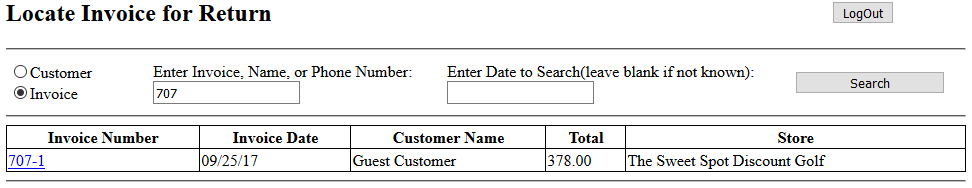 Locate Invoice for Return
LogOut
Customer
Invoice
Enter Invoice, Name, or Phone Number:
707
Enter Date to Search(leave blank if not known):
Search
Invoice Number Invoice Date Customer Name Total Store
707-1 09/25/17 Guest Customer 378.00 The Sweet Spot Discount Golf